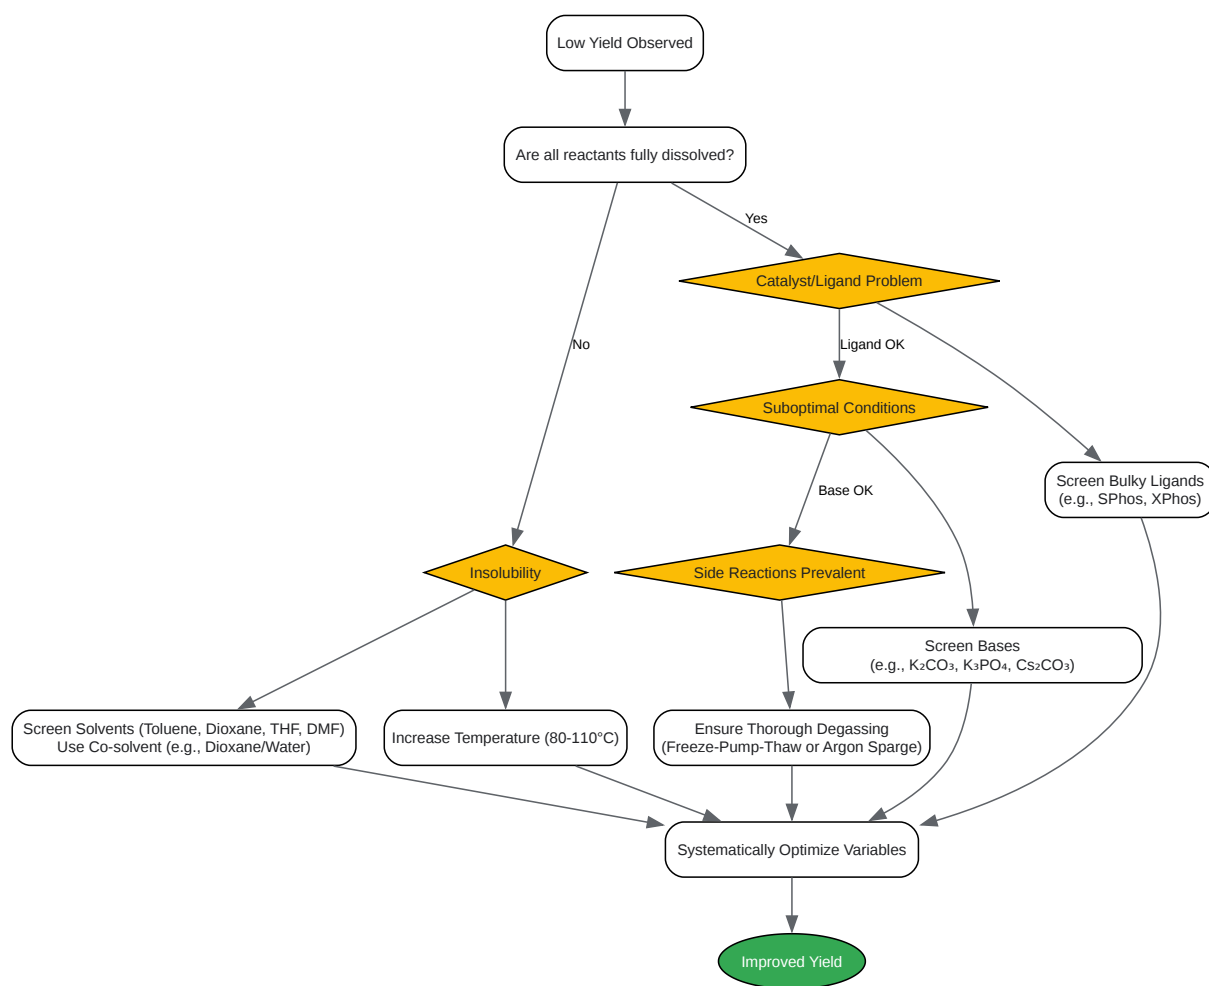 Low Yield Observed
Are all reactants fully dissolved?
Yes
Catalyst/Ligand Problem
No
Ligand OK
Suboptimal Conditions
Screen Bulky Ligands
(e.g., SPhos, XPhos)
Base OK
Insolubility
Side Reactions Prevalent
Screen Bases
(e.g., K₂CO₃, K₃PO₄, Cs₂CO₃)
Screen Solvents (Toluene, Dioxane, THF, DMF)
Use Co-solvent (e.g., Dioxane/Water)
Increase Temperature (80-110°C)
Ensure Thorough Degassing
(Freeze-Pump-Thaw or Argon Sparge)
Systematically Optimize Variables
Improved Yield